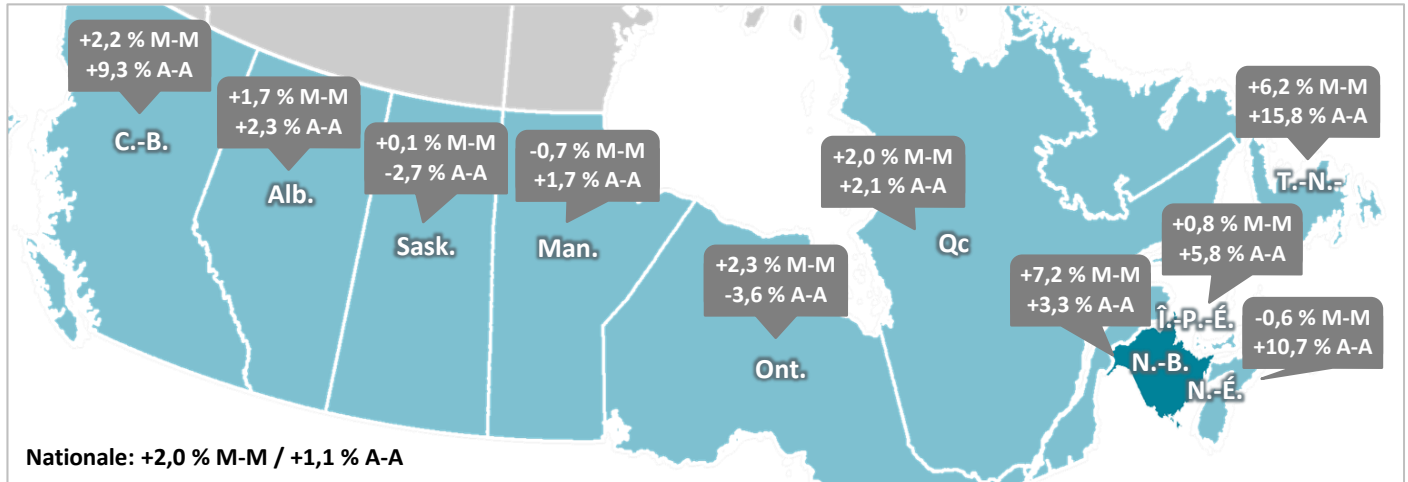 +2,2 % M-M
+9,3 % A-A
C.-B.
+1,7 % M-M
+2,3 % A-A
Alb.
+0,1 % M-M
-2,7 % A-A
Sask.
-0,7 % M-M
+1,7 % A-A
Man.
+2,3 % M-M
-3,6 % A-A
Ont.
+2,0 % M-M
+2,1 % A-A
Qc
+6,2 % M-M
+15,8 % A-A
T.-N.-
+0,8 % M-M
+5,8 % A-A
Î.-P.-É.
+7,2 % M-M
+3,3 % A-A
N.-B.
-0,6 % M-M
+10,7 % A-A
N.-É.
Nationale: +2,0 % M-M / +1,1 % A-A